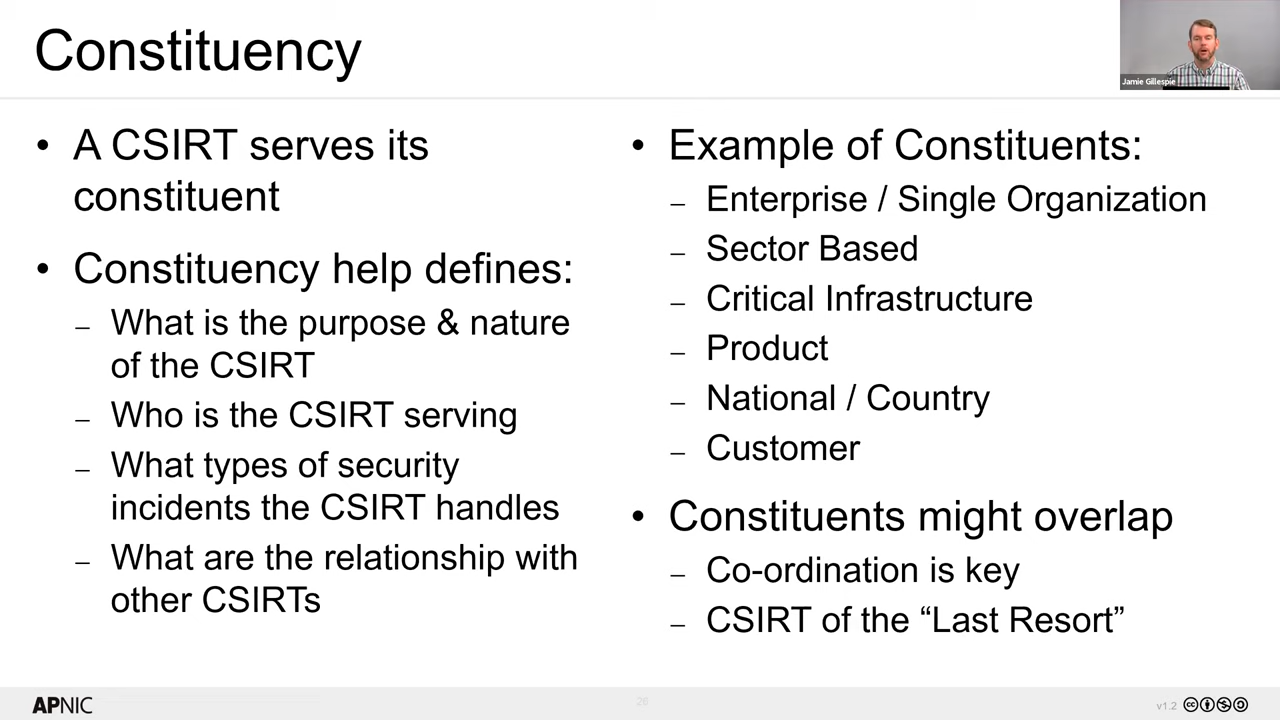 Constituency
Jamie Gillespie
• A CSIRT serves its
constituent
• Constituency help defines:
– What is the purpose & nature
of the CSIRT
– Who is the CSIRT serving
– What types of security
incidents the CSIRT handles
– What are the relationship with
other CSIRTs
• Example of Constituents:
– Enterprise / Single Organization
– Sector Based
– Critical Infrastructure
– Product
– National / Country
– Customer
• Constituents might overlap
– Co-ordination is key
– CSIRT of the “Last Resort”
APNIC
26
v1.2